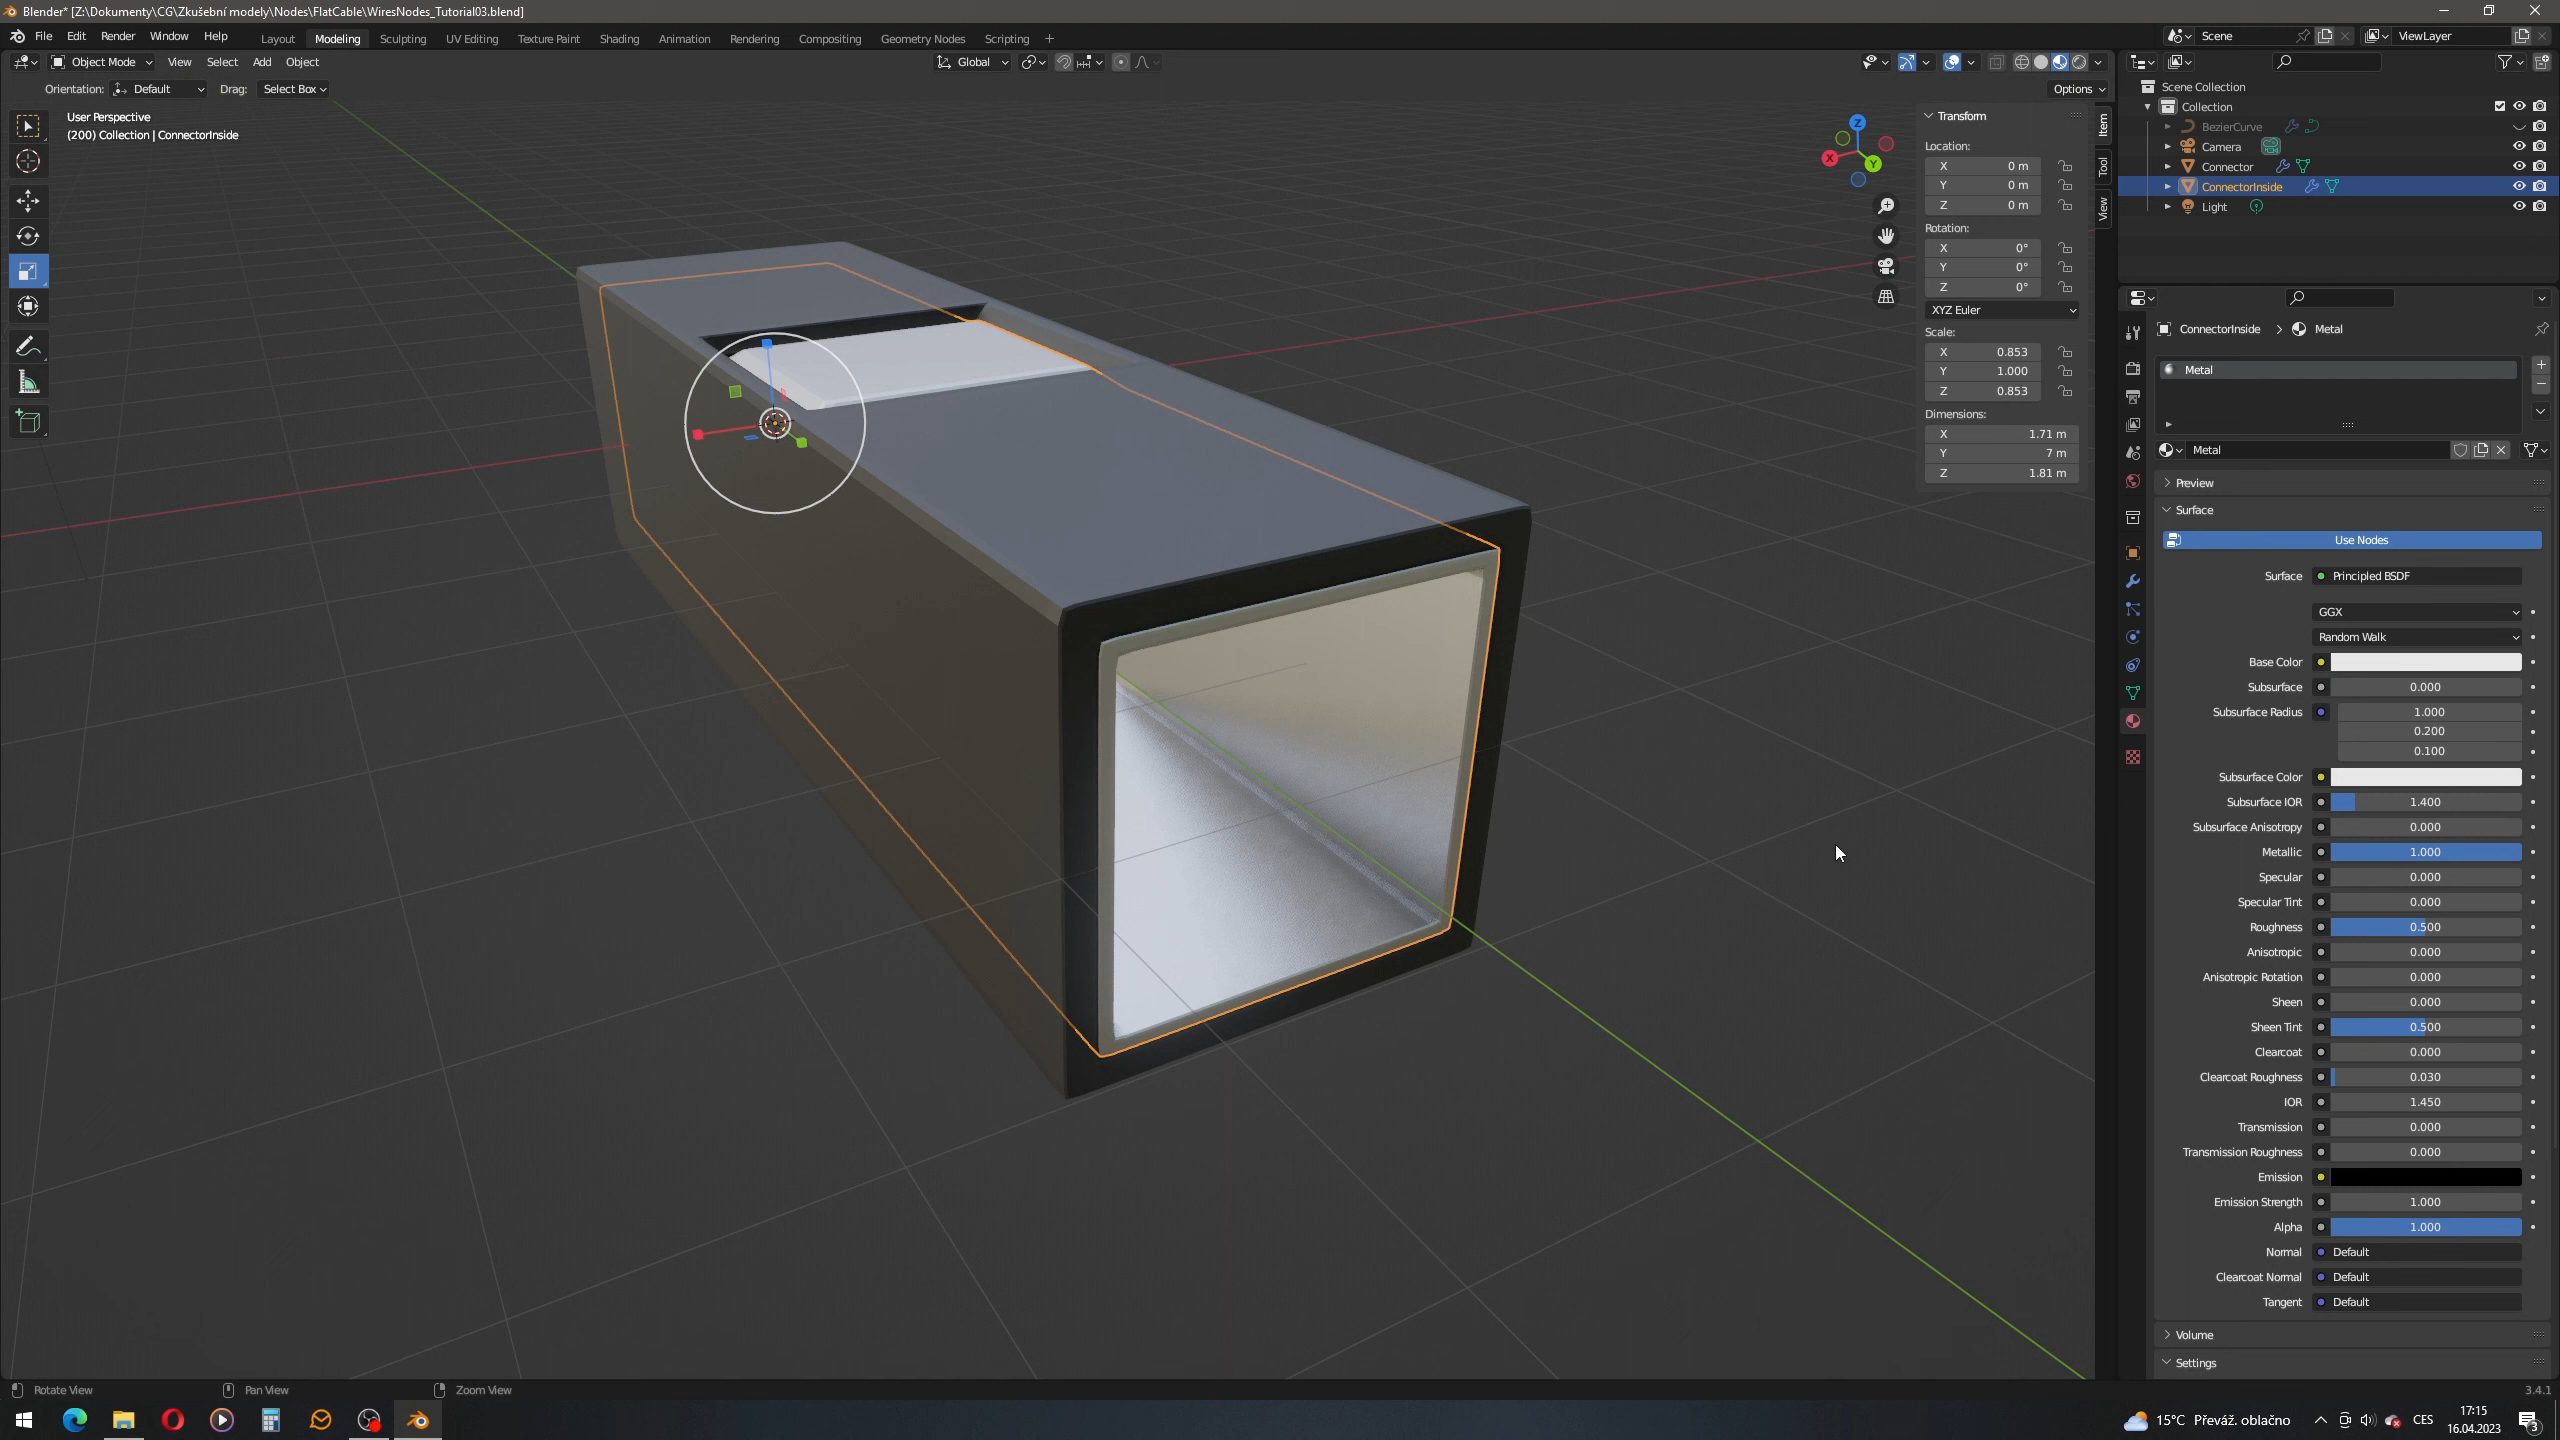 Blender* [Z:\Dokumenty\CG\Zkušební modely\Nodes\FlatCable\WiresNodes_Tutorial03.blend]
File Edit Render Window Help Layout Modeling Sculpting UV Editing Texture Paint Shading Animation Rendering Compositing Geometry Nodes Scripting Scene ViewLayer
Object Mode View Select Add Object Global
Orientation: Default Drag: Select Box Options
User Perspective
(200) Collection | ConnectorInside
Z
X
Y
Transform
Location:
X 0 m
Y 0 m
Z 0 m
Rotation:
X 0°
Y 0°
Z 0°
XYZ Euler
Scale:
X 0.853
Y 1.000
Z 0.853
Dimensions:
X 1.71 m
Y 7 m
Z 1.81 m
Item
Tool
View
Scene Collection
Collection
BezierCurve
Camera
Connector
ConnectorInside
Light
ConnectorInside Metal
Metal
Metal
Preview
Surface
Use Nodes
Surface Principled BSDF
GGX
Random Walk
Base Color
Subsurface 0.000
Subsurface Radius 1.000
0.200
0.100
Subsurface Color
Subsurface IOR 1.400
Subsurface Anisotropy 0.000
Metallic 1.000
Specular 0.000
Specular Tint 0.000
Roughness 0.500
Anisotropic 0.000
Anisotropic Rotation 0.000
Sheen 0.000
Sheen Tint 0.500
Clearcoat 0.000
Clearcoat Roughness 0.030
IOR 1.450
Transmission 0.000
Transmission Roughness 0.000
Emission
Emission Strength 1.000
Alpha 1.000
Normal Default
Clearcoat Normal Default
Tangent Default
Volume
Settings
Rotate View Pan View Zoom View 3.4.1
15°C Převáž. oblačno CES 17:15
16.04.2023 3